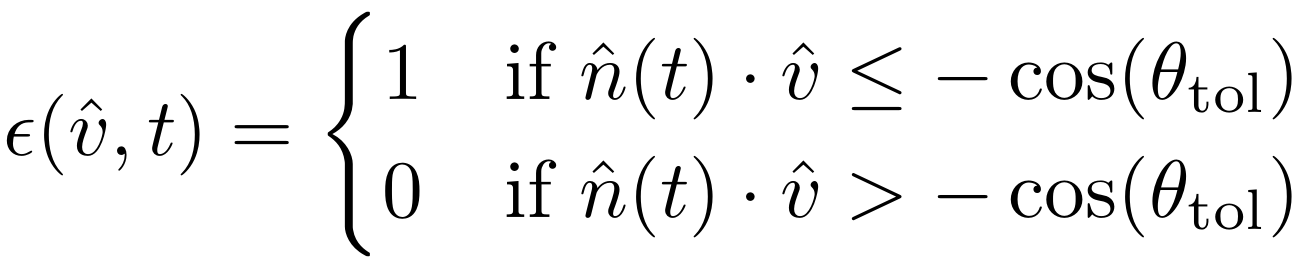 ϵ(v̂, t) = {
1 if n̂(t) · v̂ ≤ − cos(θ_tol)
0 if n̂(t) · v̂ > − cos(θ_tol)